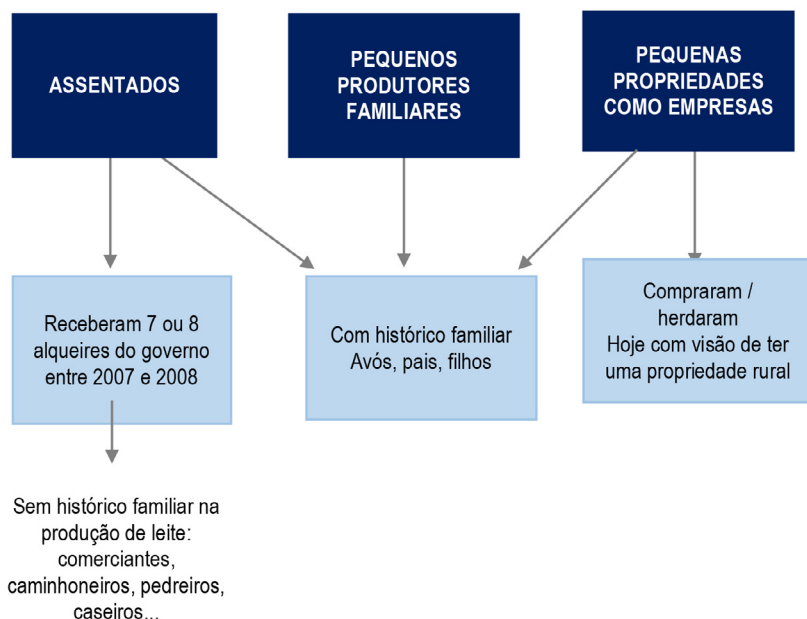 ASSENTADOS
PEQUENOS
PRODUTORES
FAMILIARES
PEQUENAS
PROPRIEDADES
COMO EMPRESAS
Receberam 7 ou 8
alqueires do governo
entre 2007 e 2008
Com histórico familiar
Avós, pais, filhos
Compraram /
herdaram
Hoje com visão de ter
uma propriedade rural
Sem histórico familiar na
produção de leite:
comerciantes,
caminhoneiros, pedreiros,
caseiros...